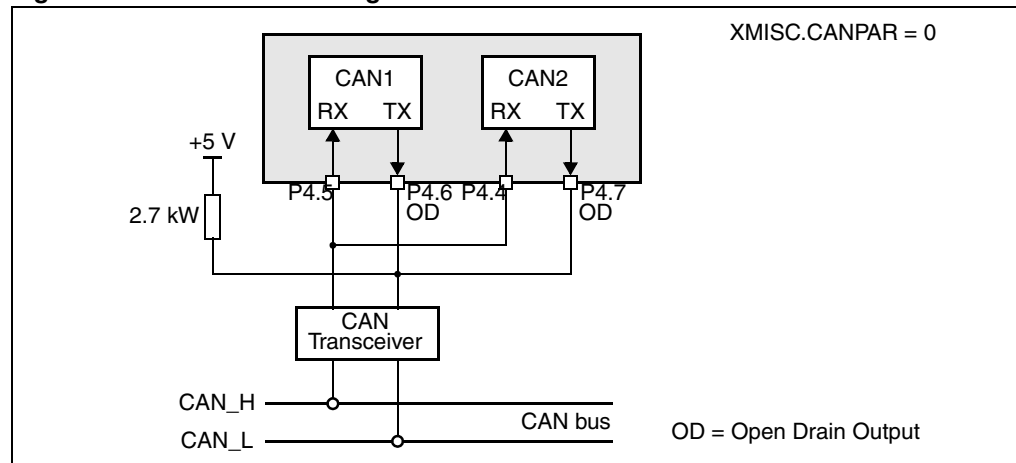 XMISC.CANPAR = 0
CAN1
CAN2
RX TX
RX TX
+5 V
P4.5
P4.6
P4.4
P4.7
OD
OD
2.7 kW
CAN
Transceiver
CAN_H
CAN bus
CAN_L
OD = Open Drain Output